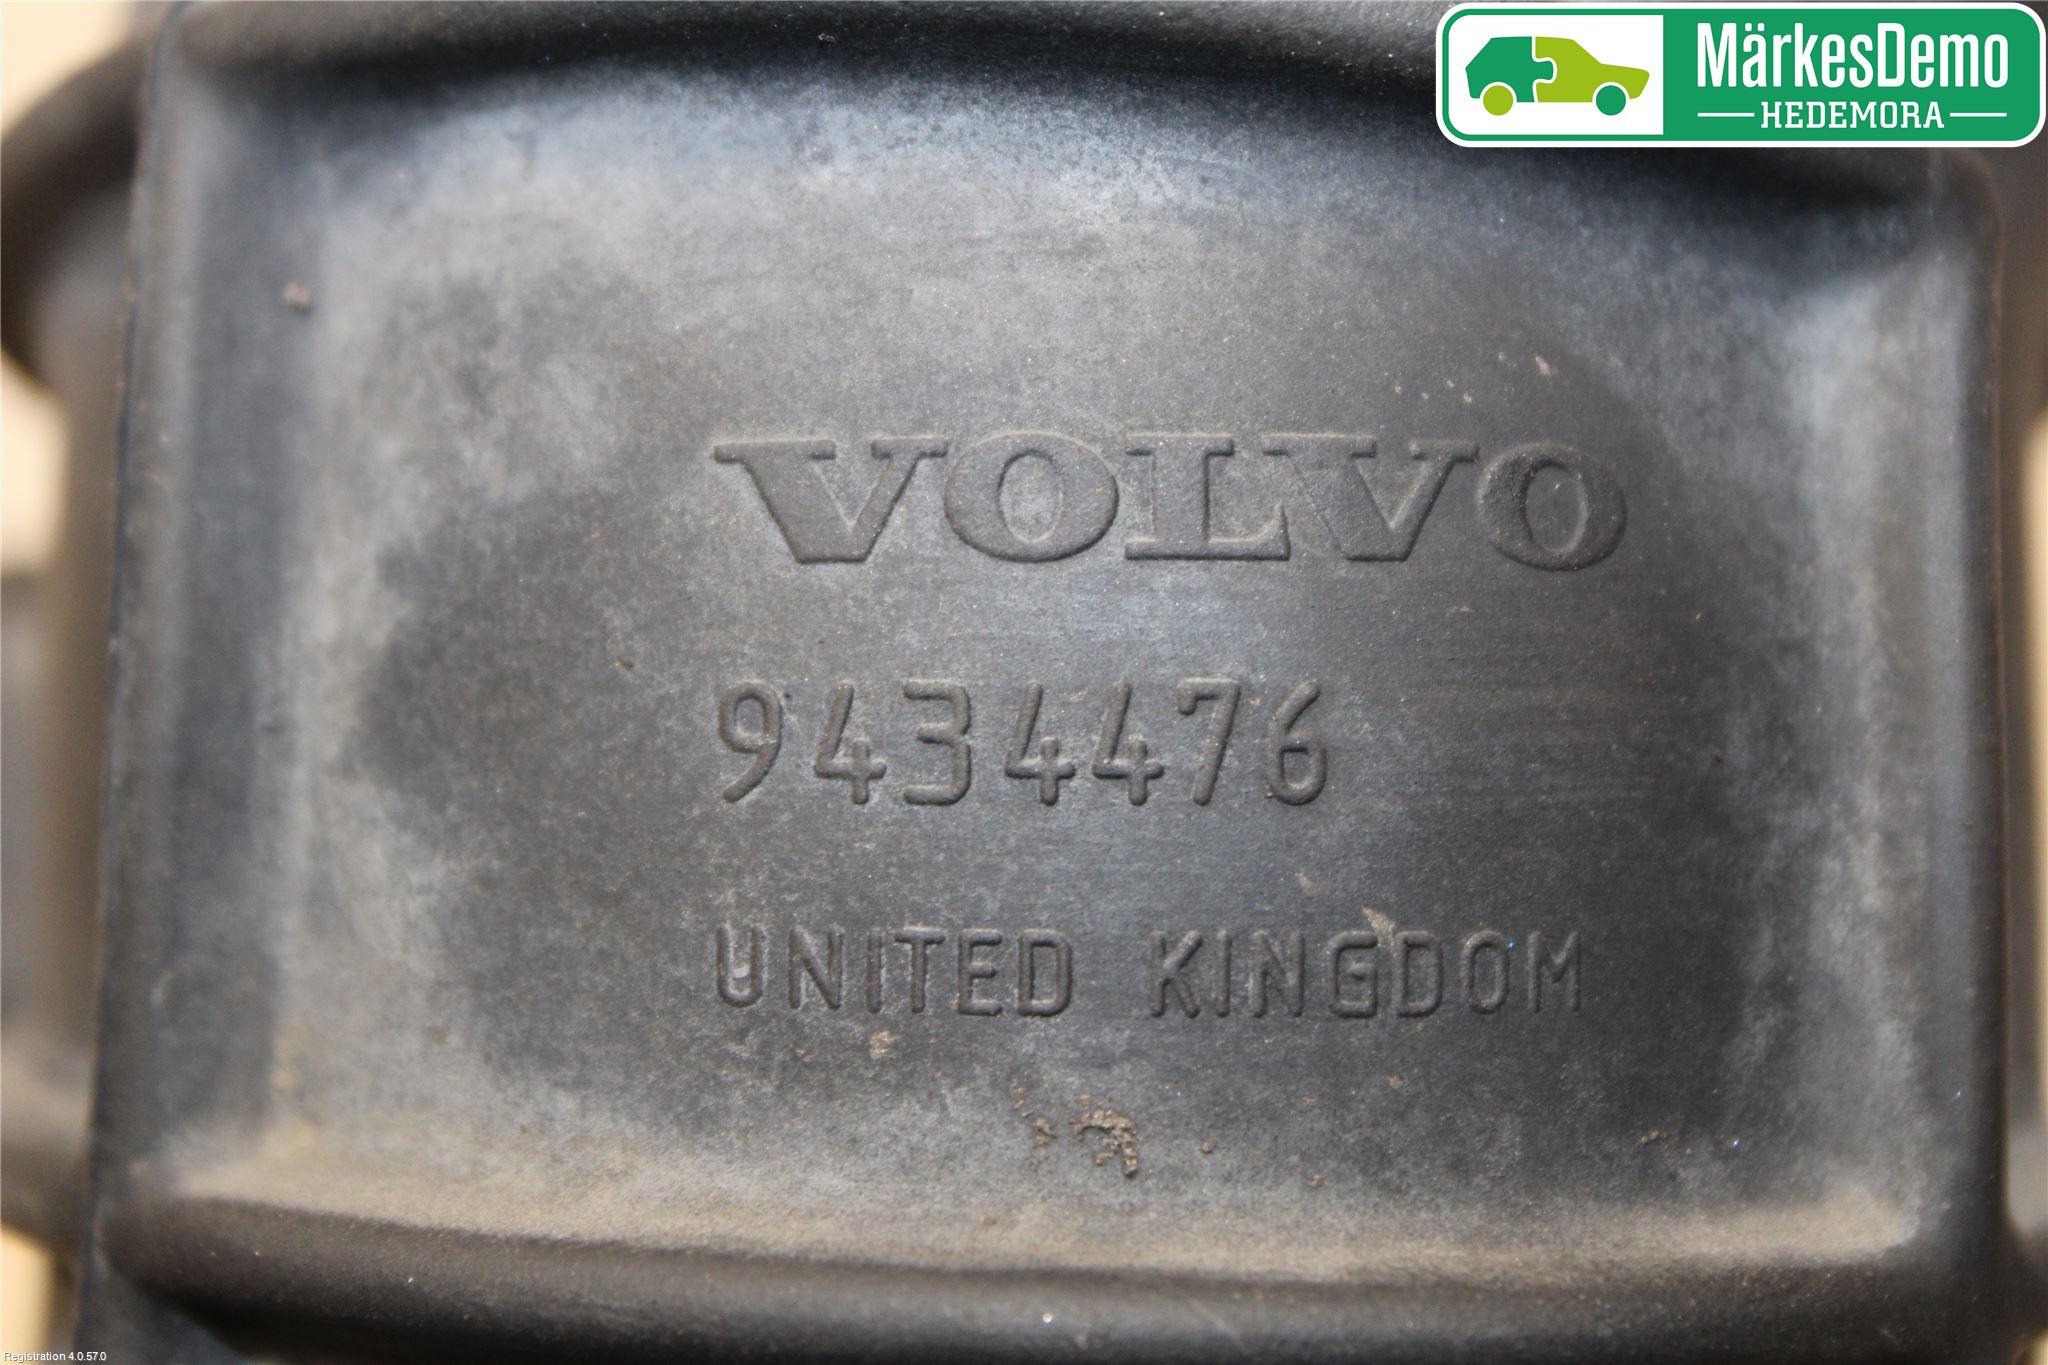 MärkesDemo
HEDEMORA
VOLVO
9434476
UNITED KINGDOM
Registration 4.0.57.0